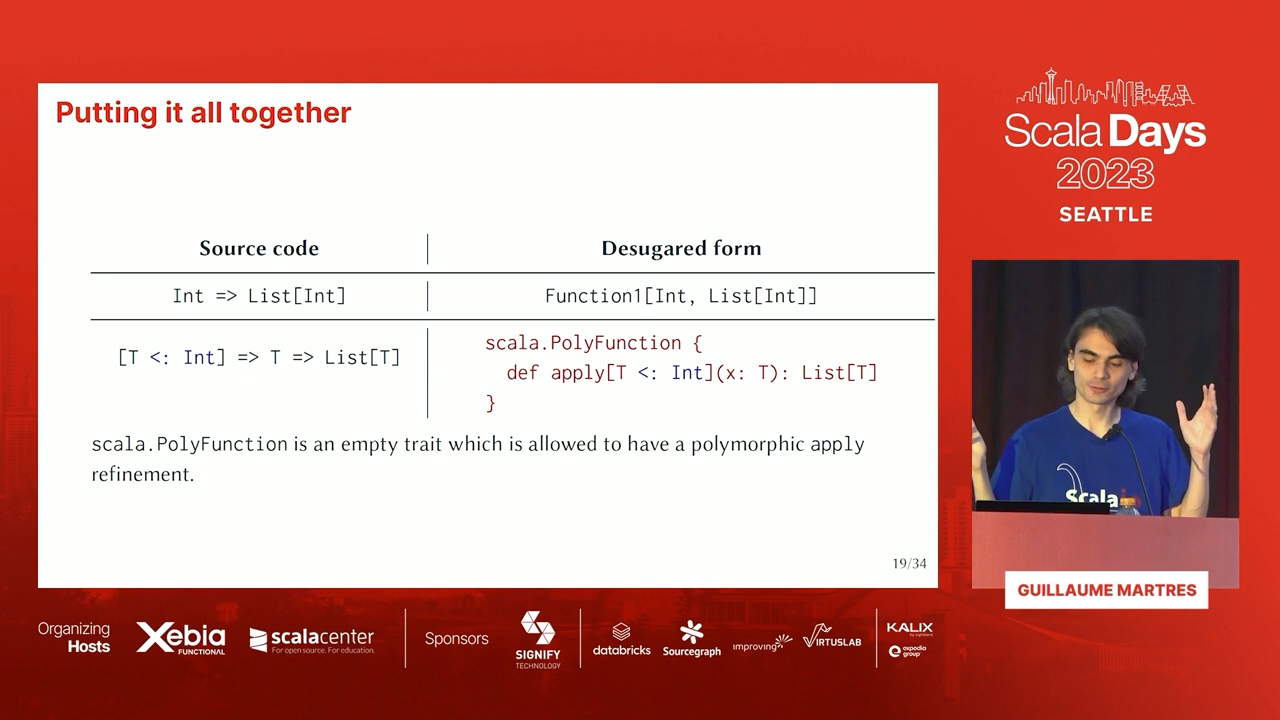 Putting it all together
Source code
Desugared form
Int => List[Int]
Function1[Int, List[Int]]
[T <: Int] => T => List[T]
scala.PolyFunction {
def apply[T <: Int](x: T): List[T]
}
scala.PolyFunction is an empty trait which is allowed to have a polymorphic apply
refinement.
19/34
Scala Days
2023
SEATTLE
Scala
GUILLAUME MARTRES
Organizing
Hosts
Xebia
FUNCTIONAL
scalacenter
For open source. For education.
Sponsors
SIGNIFY
TECHNOLOGY
databricks
Sourcegraph
improving
VIRTUSLAB
KALIX
by Lightbend
expedia
group